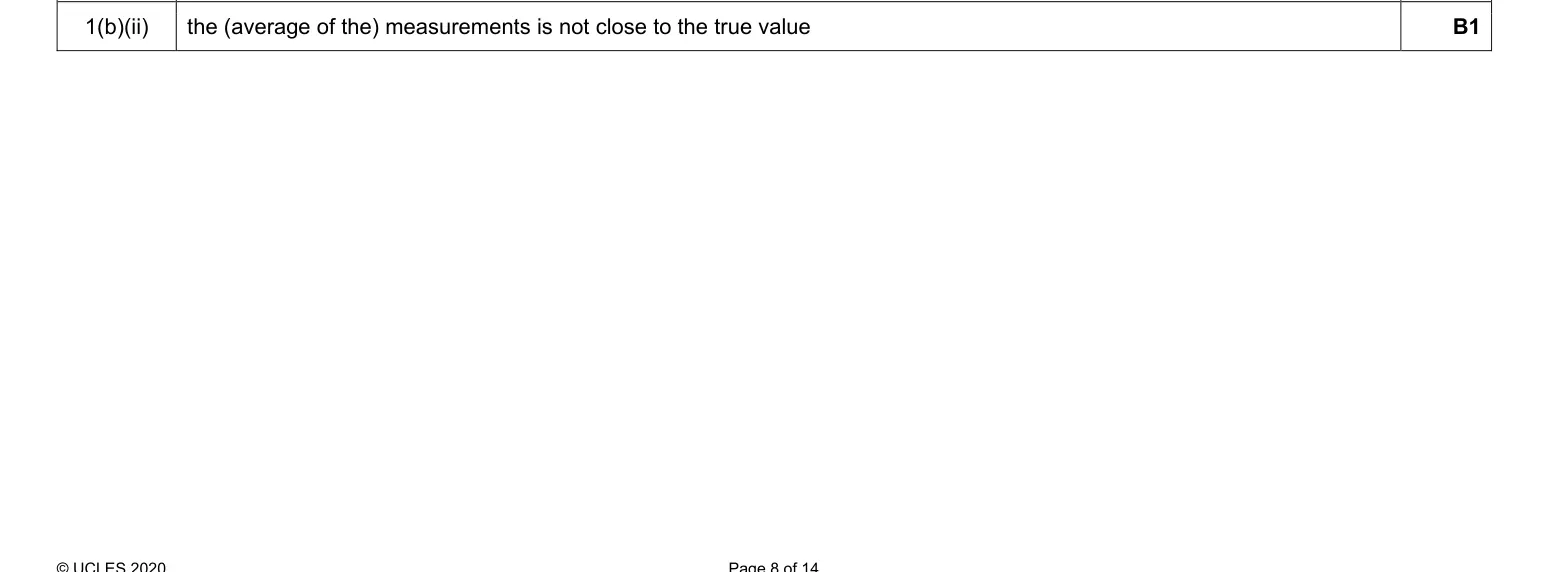 1(b)(ii) the (average of the) measurements is not close to the true value B1
© UCLES 2020 Page 8 of 14